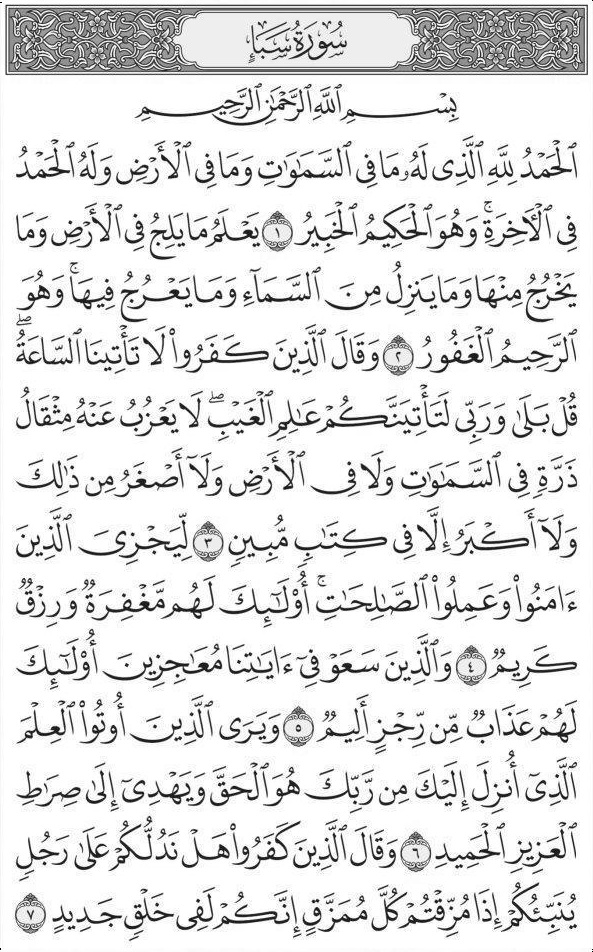 سُورَةُ سَبَإٍ
بِسْمِ ٱللَّهِ ٱلرَّحْمَٰنِ ٱلرَّحِيمِ
ٱلْحَمْدُ لِلَّهِ ٱلَّذِى لَهُۥ مَا فِى ٱلسَّمَٰوَٰتِ وَمَا فِى ٱلْأَرْضِ وَلَهُ ٱلْحَمْدُ
فِى ٱلْءَاخِرَةِ ۚ وَهُوَ ٱلْحَكِيمُ ٱلْخَبِيرُ ١ يَعْلَمُ مَا يَلِجُ فِى ٱلْأَرْضِ وَمَا
يَخْرُجُ مِنْهَا وَمَا يَنزِلُ مِنَ ٱلسَّمَآءِ وَمَا يَعْرُجُ فِيهَا ۚ وَهُوَ
ٱلرَّحِيمُ ٱلْغَفُورُ ٢ وَقَالَ ٱلَّذِينَ كَفَرُوا۟ لَا تَأْتِينَا ٱلسَّاعَةُ ۖ
قُلْ بَلَىٰ وَرَبِّى لَتَأْتِيَنَّكُمْ عَٰلِمِ ٱلْغَيْبِ ۖ لَا يَعْزُبُ عَنْهُ مِثْقَالُ
ذَرَّةٍ فِى ٱلسَّمَٰوَٰتِ وَلَا فِى ٱلْأَرْضِ وَلَآ أَصْغَرُ مِن ذَٰلِكَ
وَلَآ أَكْبَرُ إِلَّا فِى كِتَٰبٍ مُّبِينٍ ٣ لِّيَجْزِىَ ٱلَّذِينَ
ءَامَنُوا۟ وَعَمِلُوا۟ ٱلصَّٰلِحَٰتِ ۚ أُو۟لَٰٓئِكَ لَهُم مَّغْفِرَةٌ وَرِزْقٌ
كَرِيمٌ ٤ وَٱلَّذِينَ سَعَوْ فِىٓ ءَايَٰتِنَا مُعَٰجِزِينَ أُو۟لَٰٓئِكَ
لَهُمْ عَذَابٌ مِّن رِّجْزٍ أَلِيمٌ ٥ وَيَرَى ٱلَّذِينَ أُوتُوا۟ ٱلْعِلْمَ
ٱلَّذِىٓ أُنزِلَ إِلَيْكَ مِن رَّبِّكَ هُوَ ٱلْحَقَّ وَيَهْدِىٓ إِلَىٰ صِرَٰطِ
ٱلْعَزِيزِ ٱلْحَمِيدِ ٦ وَقَالَ ٱلَّذِينَ كَفَرُوا۟ هَلْ نَدُلُّكُمْ عَلَىٰ رَجُلٍ
يُنَبِّئُكُمْ إِذَا مُزِّقْتُمْ كُلَّ مُمَزَّقٍ إِنَّكُمْ لَفِى خَلْقٍ جَدِيدٍ ٧